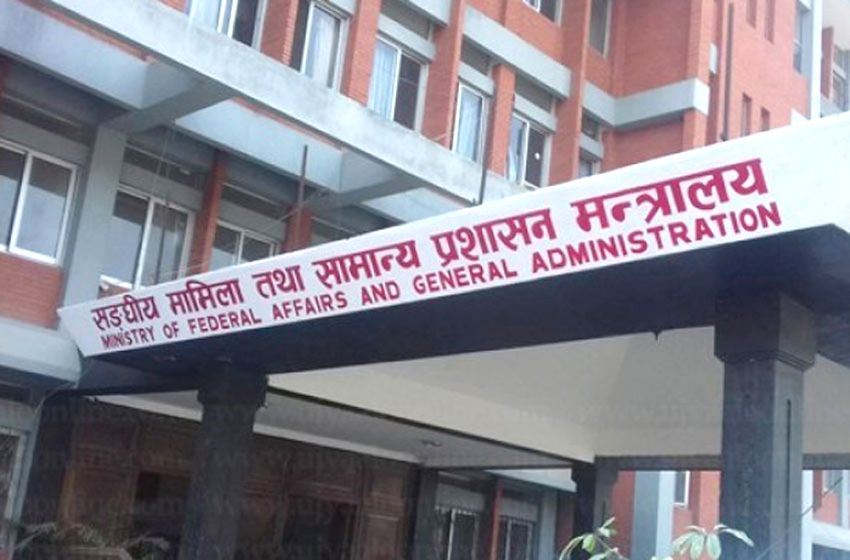 सङ्घीय मामिला तथा सामान्य प्रशासन मन्त्रालय
MINISTRY OF FEDERAL AFFAIRS AND GENERAL ADMINISTRATION